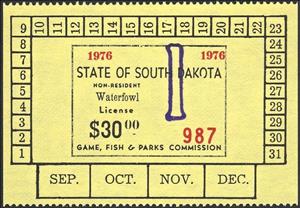 9 10 11 12 13 14 15 16 17 18 19 20 21 22 23
8 24
7 25
6 26
5 27
4 28
3 29
2 30
1 31
1976 1976
STATE OF SOUTH DAKOTA
NON-RESIDENT
Waterfowl
License
$30.00
987
GAME, FISH & PARKS COMMISSION
SEP. OCT. NOV. DEC.